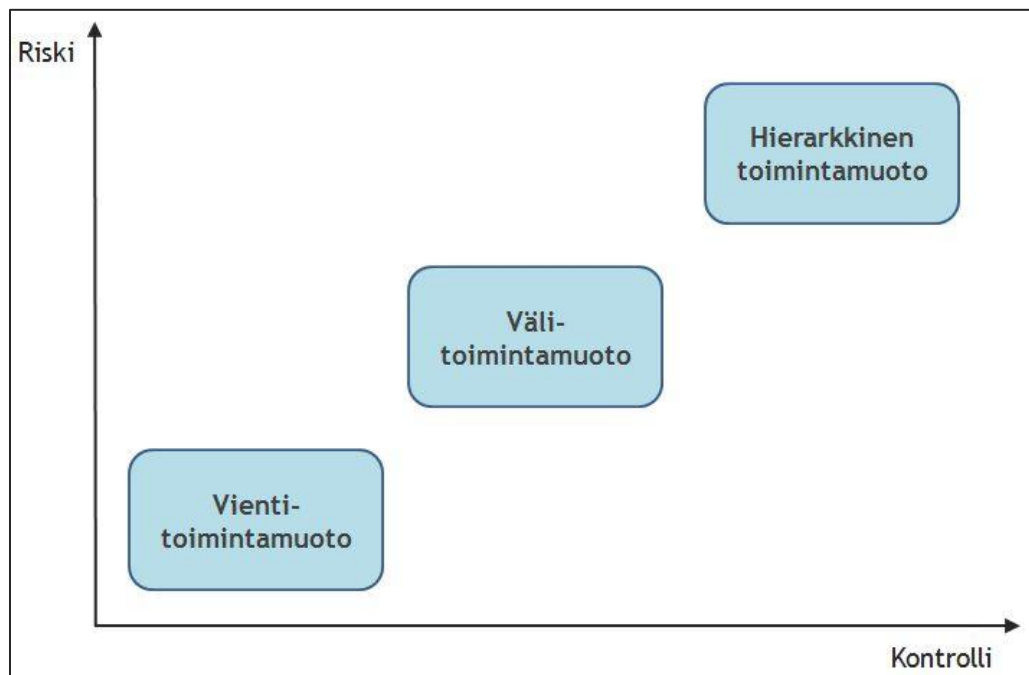 Riski
Hierarkkinen
toimintamuoto
Väli-
toimintamuoto
Vienti-
toimintamuoto
Kontrolli